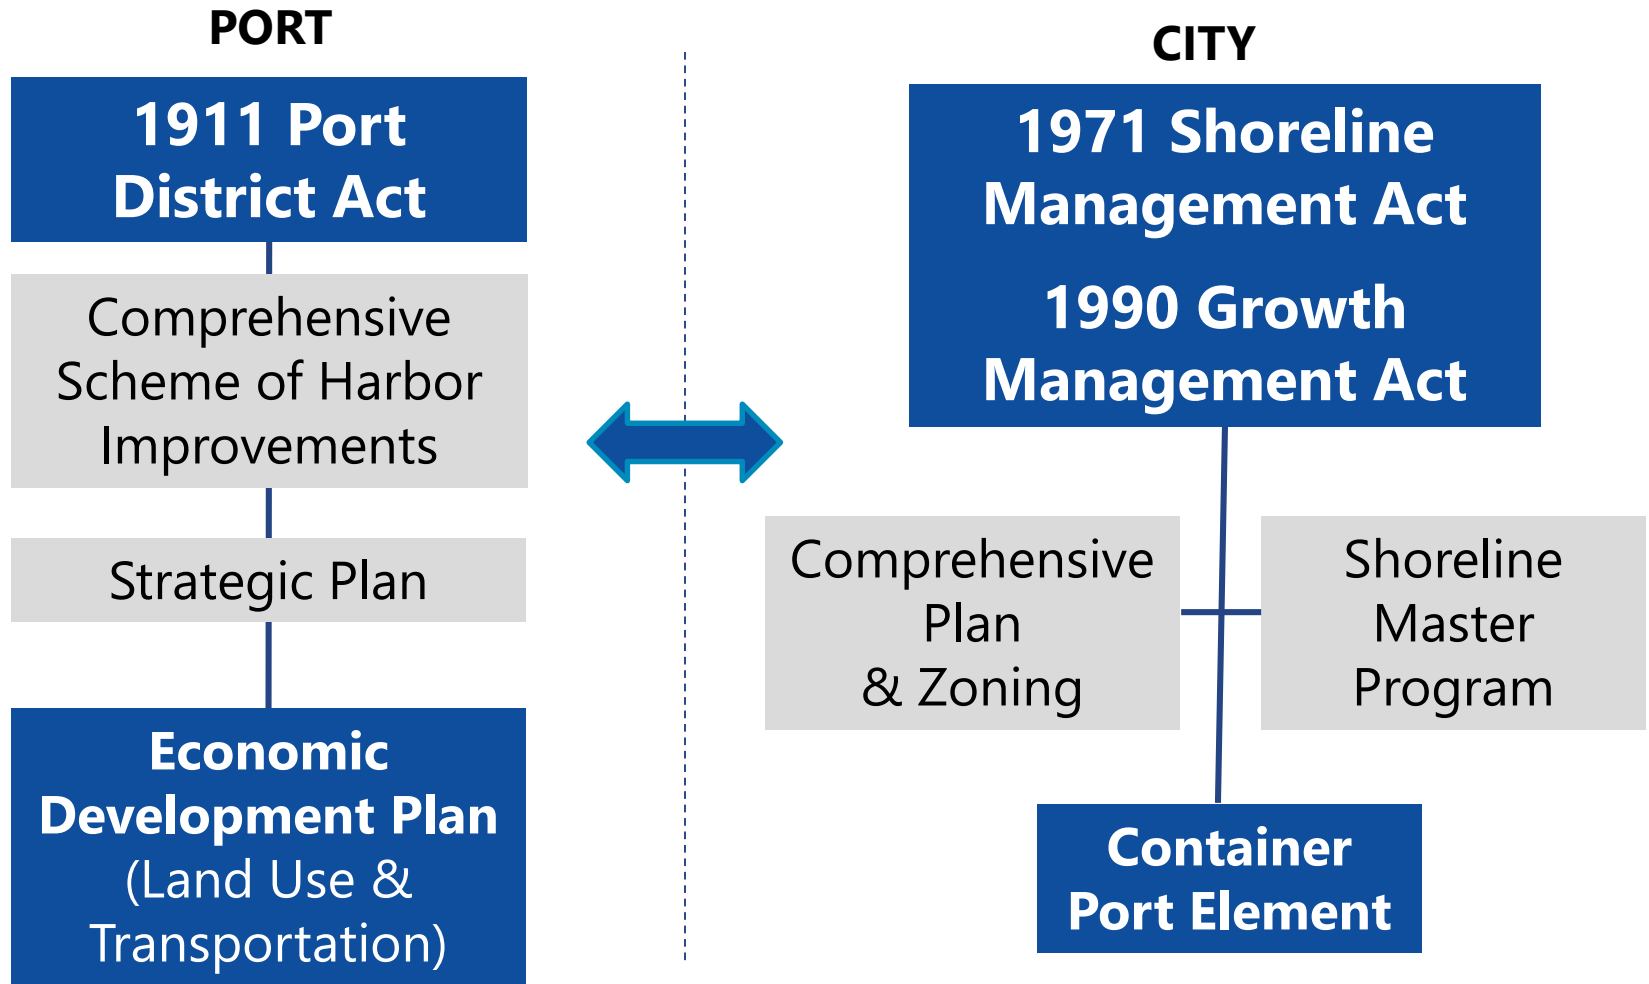 PORT
1911 Port
District Act
Comprehensive
Scheme of Harbor
Improvements
Strategic Plan
Economic
Development Plan
(Land Use &
Transportation)
CITY
1971 Shoreline
Management Act
1990 Growth
Management Act
Comprehensive
Plan
& Zoning
Shoreline
Master
Program
Container
Port Element